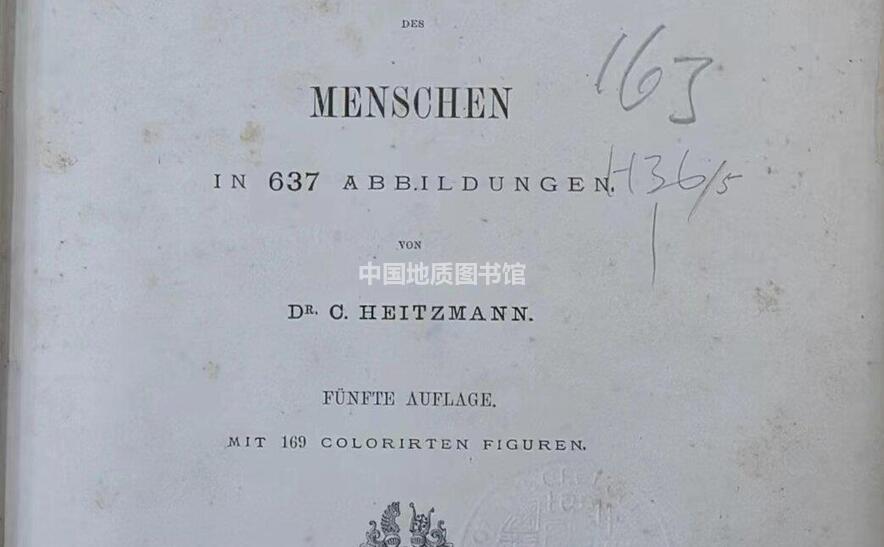 DES
MENSCHEN
163
IN 637 ABBILDUNGEN.
H36/5
1
VON
中国地质图书馆
DR. C. HEITZMANN.
FÜNFTE AUFLAGE.
MIT 169 COLORIRTEN FIGUREN.